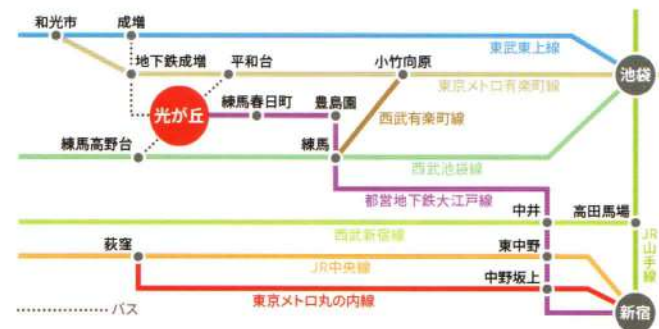 和光市
成増
東武東上線
地下鉄成増
平和台
小竹向原
池袋
東京メトロ有楽町線
光が丘
練馬春日町
豊島園
西武有楽町線
練馬高野台
練馬
西武池袋線
都営地下鉄大江戸線
中井
高田馬場
西武新宿線
JR山手線
荻窪
東中野
JR中央線
中野坂上
東京メトロ丸の内線
バス
新宿